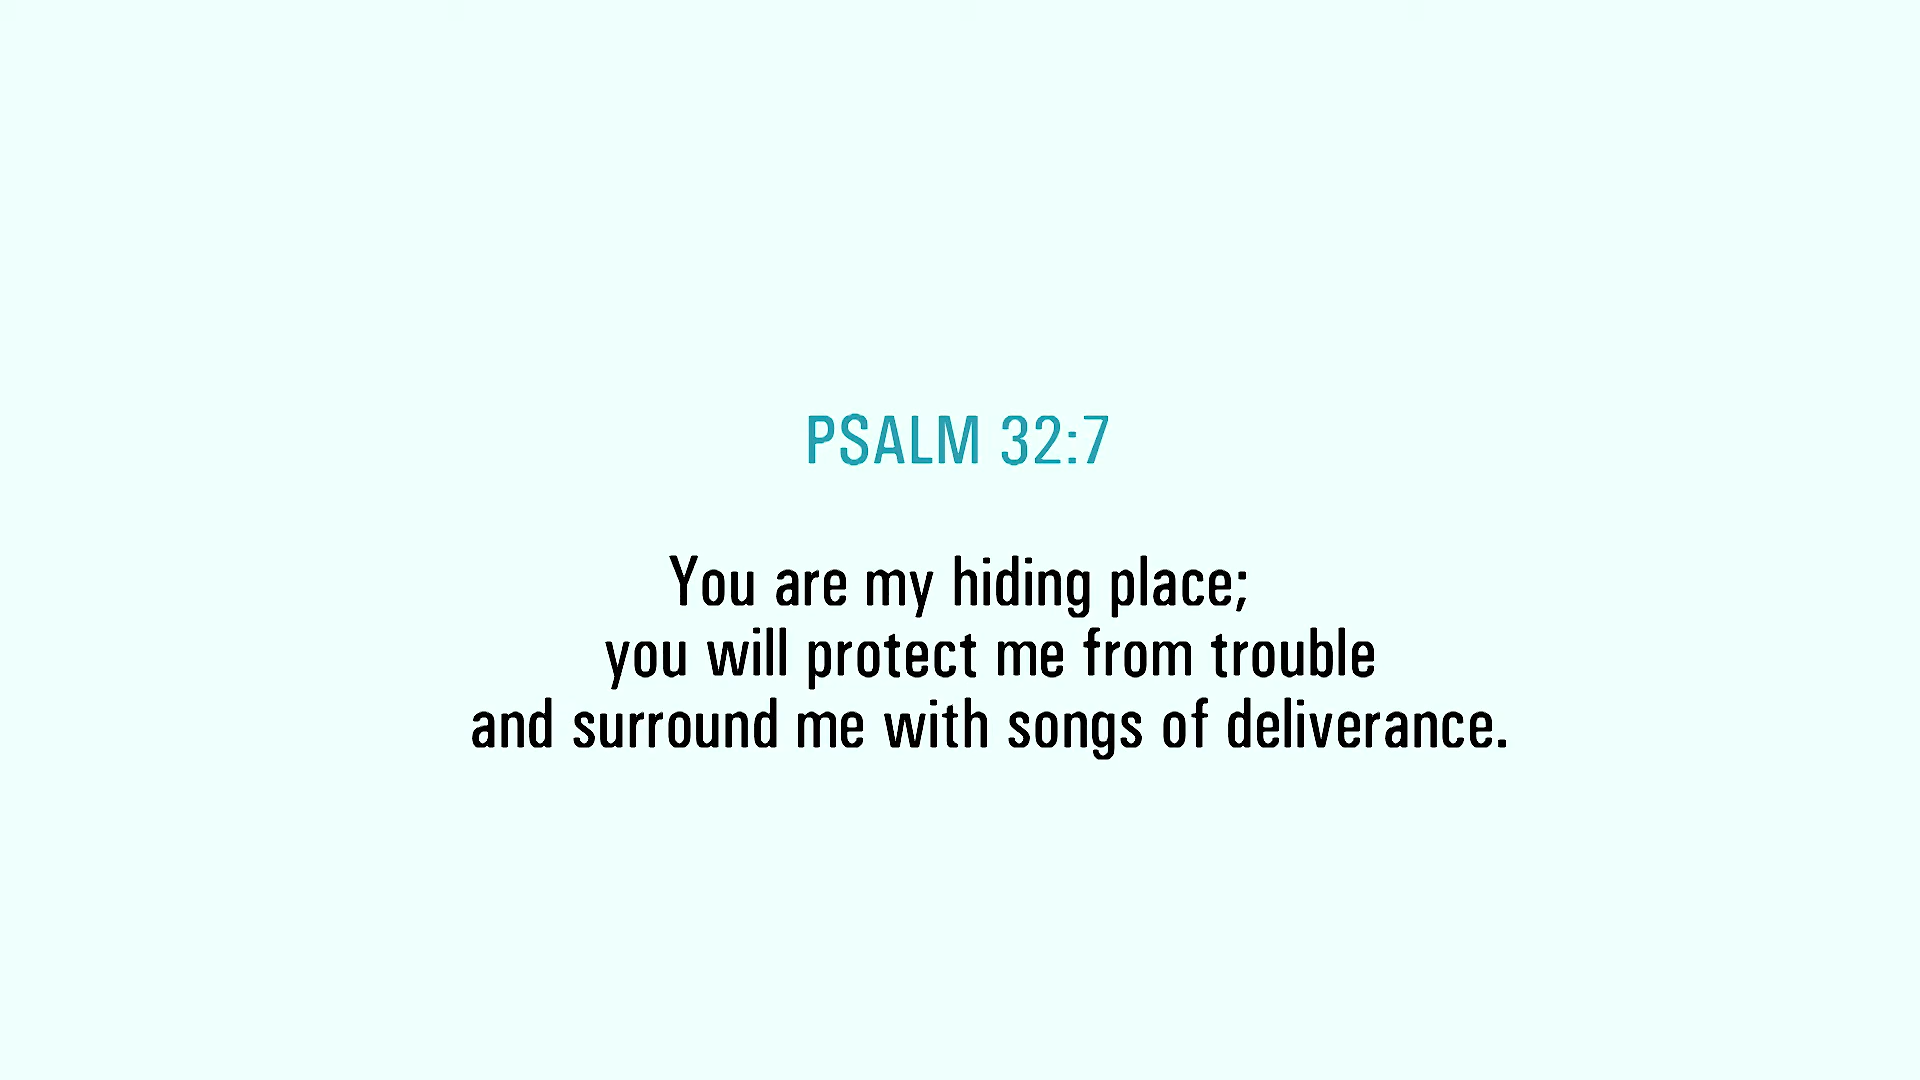 PSALM 32:7
You are my hiding place;
you will protect me from trouble
and surround me with songs of deliverance.